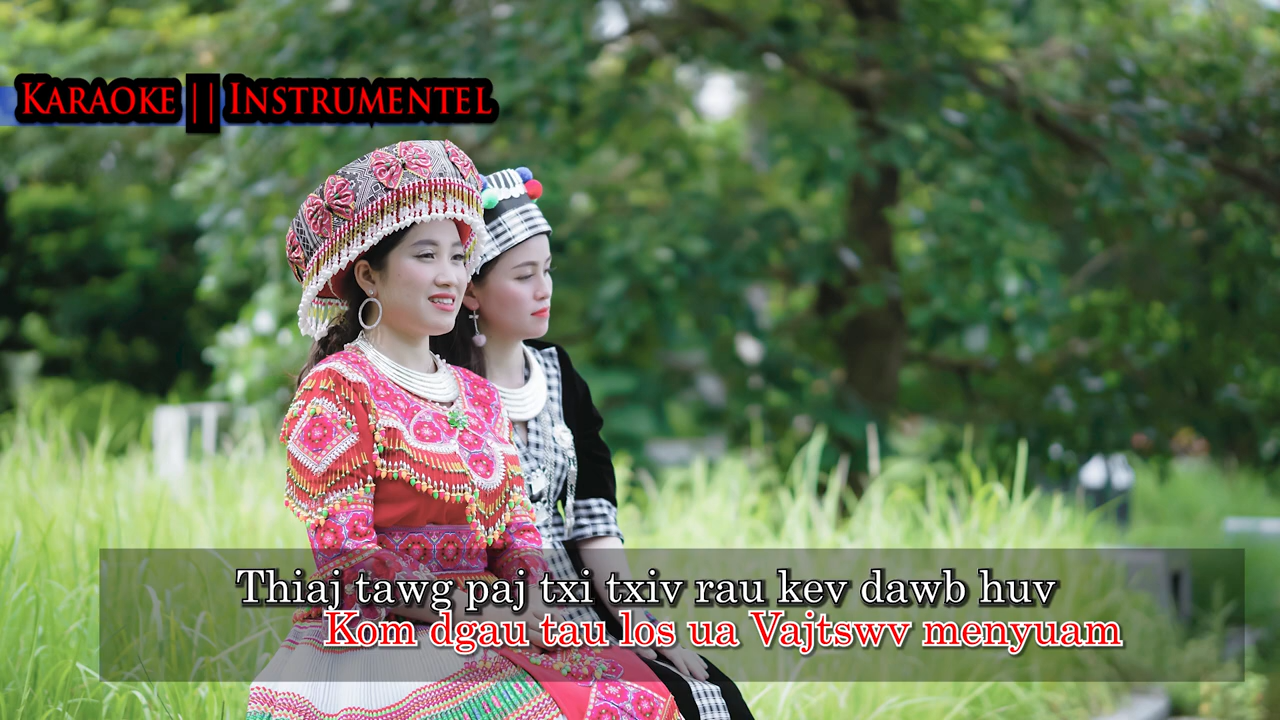 Karaoke || Instrumentel
Thiaj tawg paj txi txiv rau kev dawb huv
Kom dgau tau los ua Vajtswv menyuam